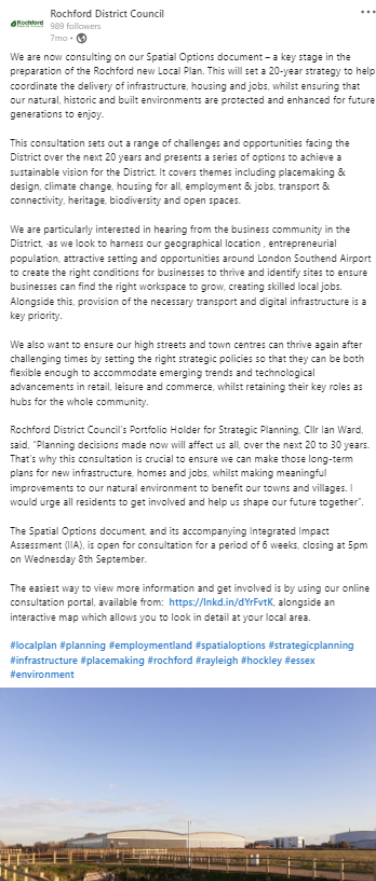 Rochford District Council
Rochford
989 followers
7mo •
We are now consulting on our Spatial Options document – a key stage in the
preparation of the Rochford new Local Plan. This will set a 20-year strategy to help
coordinate the delivery of infrastructure, housing and jobs, whilst ensuring that
our natural, historic and built environments are protected and enhanced for future
generations to enjoy.
This consultation sets out a range of challenges and opportunities facing the
District over the next 20 years and presents a series of options to achieve a
sustainable vision for the District. It covers themes including placemaking &
design, climate change, housing for all, employment & jobs, transport &
connectivity, heritage, biodiversity and open spaces.
We are particularly interested in hearing from the business community in the
District, -as we look to harness our geographical location , entrepreneurial
population, attractive setting and opportunities around London Southend Airport
to create the right conditions for businesses to thrive and identify sites to ensure
businesses can find the right workspace to grow, creating skilled local jobs.
Alongside this, provision of the necessary transport and digital infrastructure is a
key priority.
We also want to ensure our high streets and town centres can thrive again after
challenging times by setting the right strategic policies so that they can be both
flexible enough to accommodate emerging trends and technological
advancements in retail, leisure and commerce, whilst retaining their key roles as
hubs for the whole community.
Rochford District Council's Portfolio Holder for Strategic Planning, Cllr Ian Ward,
said, "Planning decisions made now will affect us all, over the next 20 to 30 years.
That's why this consultation is crucial to ensure we can make those long-term
plans for new infrastructure, homes and jobs, whilst making meaningful
improvements to our natural environment to benefit our towns and villages. I
would urge all residents to get involved and help us shape our future together".
The Spatial Options document, and its accompanying Integrated Impact
Assessment (IIA), is open for consultation for a period of 6 weeks, closing at 5pm
on Wednesday 8th September.
The easiest way to view more information and get involved is by using our online
consultation portal, available from: https://lnkd.in/dYrFvtK, alongside an
interactive map which allows you to look in detail at your local area.
#localplan #planning #employmentland #spatialoptions #strategicplanning
#infrastructure #placemaking #rochford #rayleigh #hockley #essex
#environment